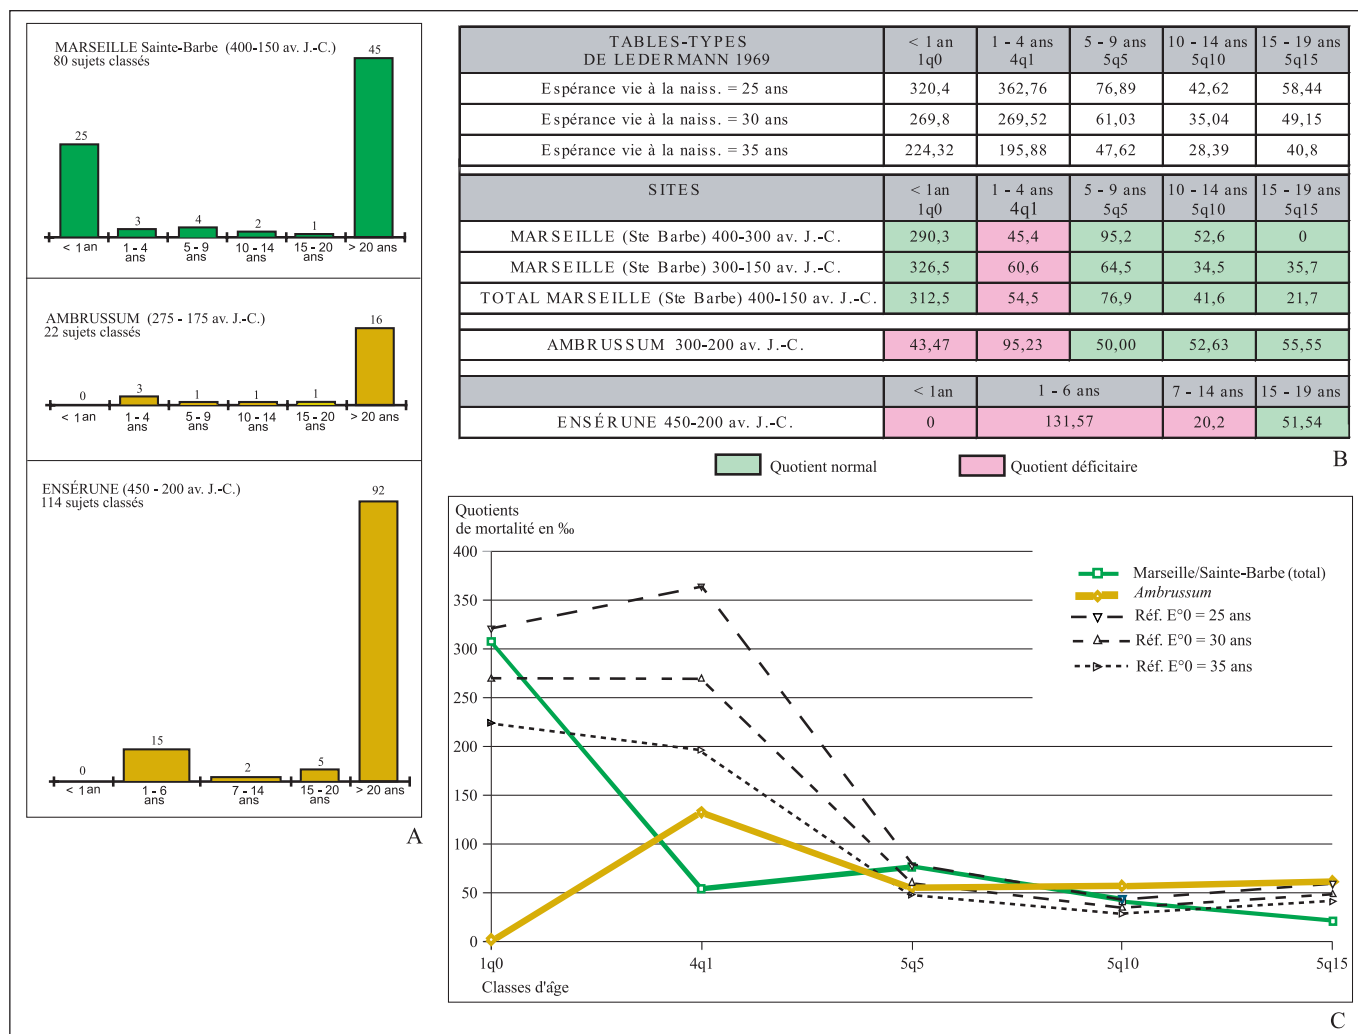 MARSEILLE Sainte-Barbe (400-150 av. J.-C.)
80 sujets classés
25
3
4
2
1
45
< 1 an
1 - 4 ans
5 - 9 ans
10 - 14 ans
15 - 20 ans
> 20 ans
AMBRUSSUM (275 - 175 av. J.-C.)
22 sujets classés
0
3
1
1
1
16
< 1 an
1 - 4 ans
5 - 9 ans
10 - 14 ans
15 - 20 ans
> 20 ans
ENSÉRUNE (450 - 200 av. J.-C.)
114 sujets classés
0
15
2
5
92
< 1 an
1 - 6 ans
7 - 14 ans
15 - 20 ans
> 20 ans
A
TABLES-TYPES DE LEDERMANN 1969 < 1 an 1q0 1 - 4 ans 4q1 5 - 9 ans 5q5 10 - 14 ans 5q10 15 - 19 ans 5q15
Espérance vie à la naiss. = 25 ans 320,4 362,76 76,89 42,62 58,44
Espérance vie à la naiss. = 30 ans 269,8 269,52 61,03 35,04 49,15
Espérance vie à la naiss. = 35 ans 224,32 195,88 47,62 28,39 40,8
SITES < 1an 1q0 1 - 4 ans 4q1 5 - 9 ans 5q5 10 - 14 ans 5q10 15 - 19 ans 5q15
MARSEILLE (Ste Barbe) 400-300 av. J.-C. 290,3 45,4 95,2 52,6 0
MARSEILLE (Ste Barbe) 300-150 av. J.-C. 326,5 60,6 64,5 34,5 35,7
TOTAL MARSEILLE (Ste Barbe) 400-150 av. J.-C. 312,5 54,5 76,9 41,6 21,7
AMBRUSSUM 300-200 av. J.-C. 43,47 95,23 50,00 52,63 55,55
< 1an 1 - 6 ans 7 - 14 ans 15 - 19 ans
ENSÉRUNE 450-200 av. J.-C. 0 131,57 20,2 51,54
Quotient normal
Quotient déficitaire
B
Quotients
de mortalité en ‰
400
350
300
250
200
150
100
50
0
1q0
4q1
5q5
5q10
5q15
Classes d'âge
Marseille/Sainte-Barbe (total)
Ambrussum
Réf. E°0 = 25 ans
Réf. E°0 = 30 ans
Réf. E°0 = 35 ans
C